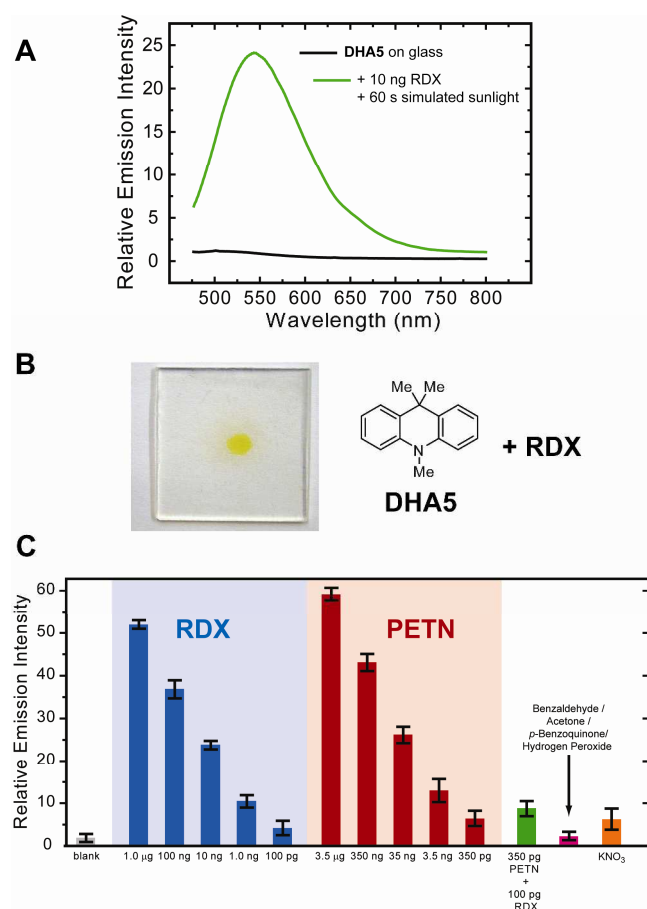 A
Relative Emission Intensity
25
20
15
10
5
0
DHA5 on glass
+ 10 ng RDX
+ 60 s simulated sunlight
500 550 600 650 700 750 800
Wavelength (nm)
B
Me Me
N
Me
DHA5
+ RDX
C
Relative Emission Intensity
60
50
40
30
20
10
0
RDX
PETN
Benzaldehyde /
Acetone /
p-Benzoquinone/
Hydrogen Peroxide
blank 1.0 µg 100 ng 10 ng 1.0 ng 100 pg 3.5 µg 350 ng 35 ng 3.5 ng 350 pg
350 pg
PETN
+
100 pg
RDX
KNO₃